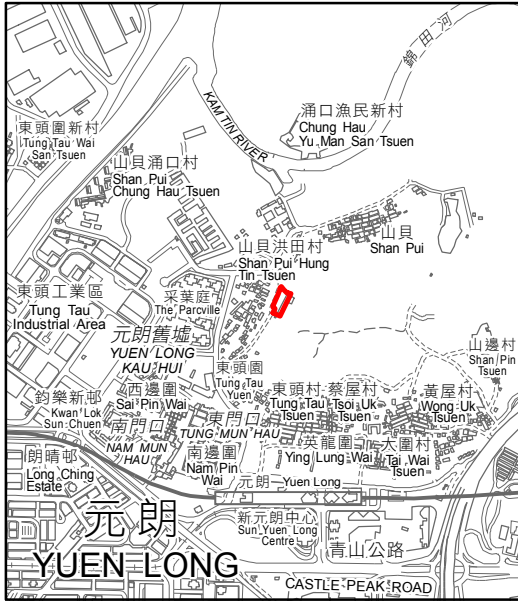 錦田河
KAM TIN RIVER
涌口漁民新村
Chung Hau
Yu Man San Tsuen
東頭圍新村
Tung Tau Wai
San Tsuen
山貝涌口村
Shan Pui
Chung Hau Tsuen
山貝
Shan Pui
山貝洪田村
Shan Pui Hung
Tin Tsuen
東頭工業區
Tung Tau
Industrial Area
采葉庭
The Parcville
元朗舊墟
YUEN LONG
KAU HUI
山邊村
Shan Pin
Tsuen
東頭園
Tung Tau
Yuen
鈞樂新邨
Kwan Lok
Sun Chuen
西邊圍
Sai Pin Wai
東頭村
Tung Tau
Tsuen
蔡屋村
Tsoi Uk
Tsuen
黃屋村
Wong Uk
Tsuen
南門口
NAM MUN
HAU
東門口
TUNG MUN HAU
英龍圍
Ying Lung Wai
大圍村
Tai Wai
Tsuen
朗晴邨
Long Ching
Estate
南邊圍
Nam Pin
Wai
元朗 Yuen Long
元朗
YUEN LONG
新元朗中心
Sun Yuen Long
Centre
青山公路
CASTLE PEAK ROAD